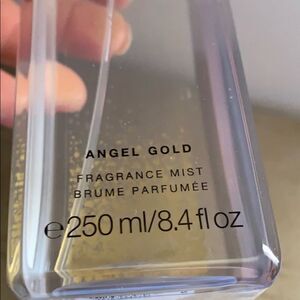 ANGEL GOLD
FRAGRANCE MIST
BRUME PARFUMÉE
℮250 ml/8.4 fl oz